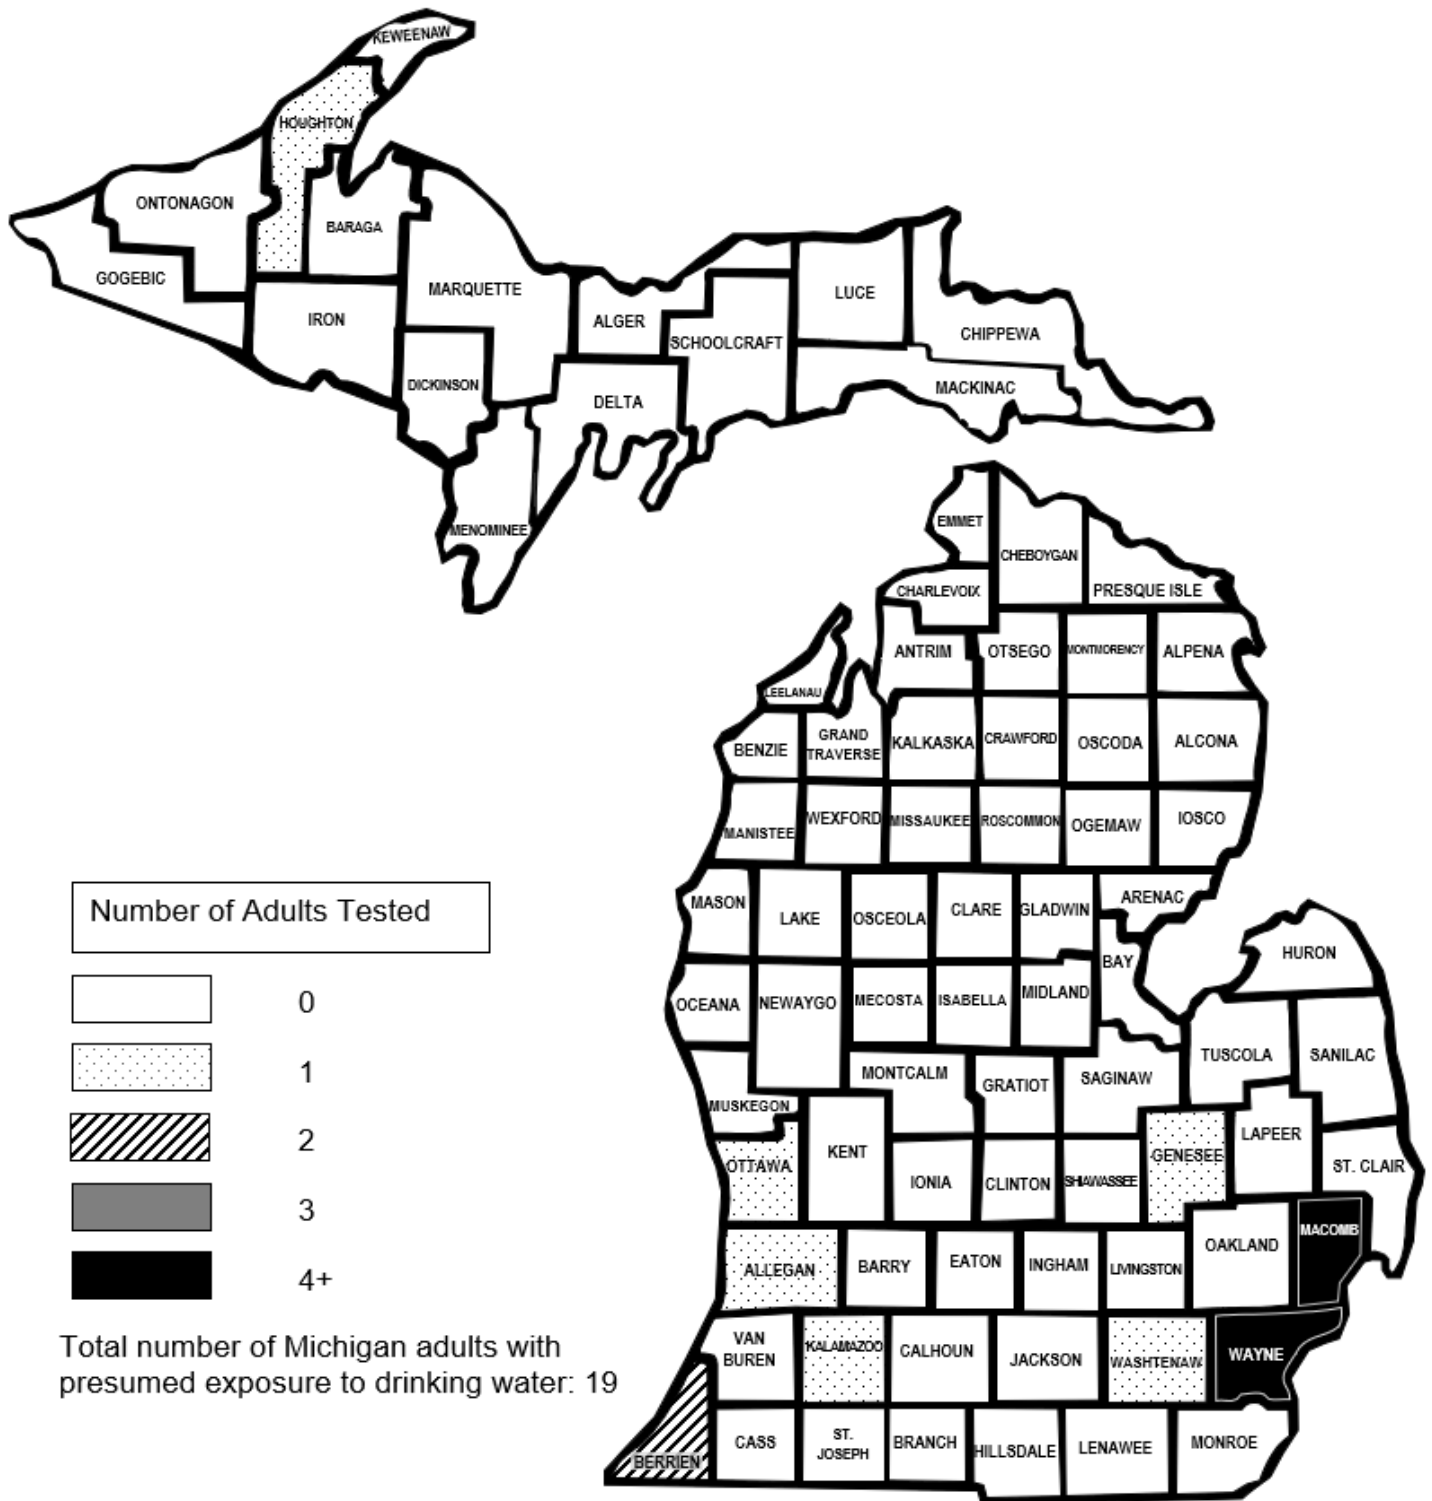 KEWEENAW
HOUGHTON
ONTONAGON
BARAGA
GOGEBIC
MARQUETTE
LUCE
IRON
ALGER
CHIPPEWA
SCHOOLCRAFT
DICKINSON
MACKINAC
DELTA
MENOMINEE
EMMET
CHEBOYGAN
CHARLEVOIX
PRESQUE ISLE
ANTRIM
OTSEGO
MONTMORENCY
ALPENA
LEELANAU
BENZIE
GRAND
TRAVERSE
KALKASKA
CRAWFORD
OSCODA
ALCONA
MANISTEE
WEXFORD
MISSAUKEE
ROSCOMMON
OGEMAW
IOSCO
MASON
LAKE
OSCEOLA
CLARE
GLADWIN
ARENAC
BAY
HURON
OCEANA
NEWAYGO
MECOSTA
ISABELLA
MIDLAND
TUSCOLA
SANILAC
MUSKEGON
MONTCALM
GRATIOT
SAGINAW
OTTAWA
KENT
IONIA
CLINTON
SHIAWASSEE
GENESEE
LAPEER
ST. CLAIR
ALLEGAN
BARRY
EATON
INGHAM
LIVINGSTON
OAKLAND
MACOMB
VAN
BUREN
KALAMAZOO
CALHOUN
JACKSON
WASHTENAW
WAYNE
BERRIEN
CASS
ST.
JOSEPH
BRANCH
HILLSDALE
LENAWEE
MONROE
Number of Adults Tested
0
1
2
3
4+
Total number of Michigan adults with
presumed exposure to drinking water: 19